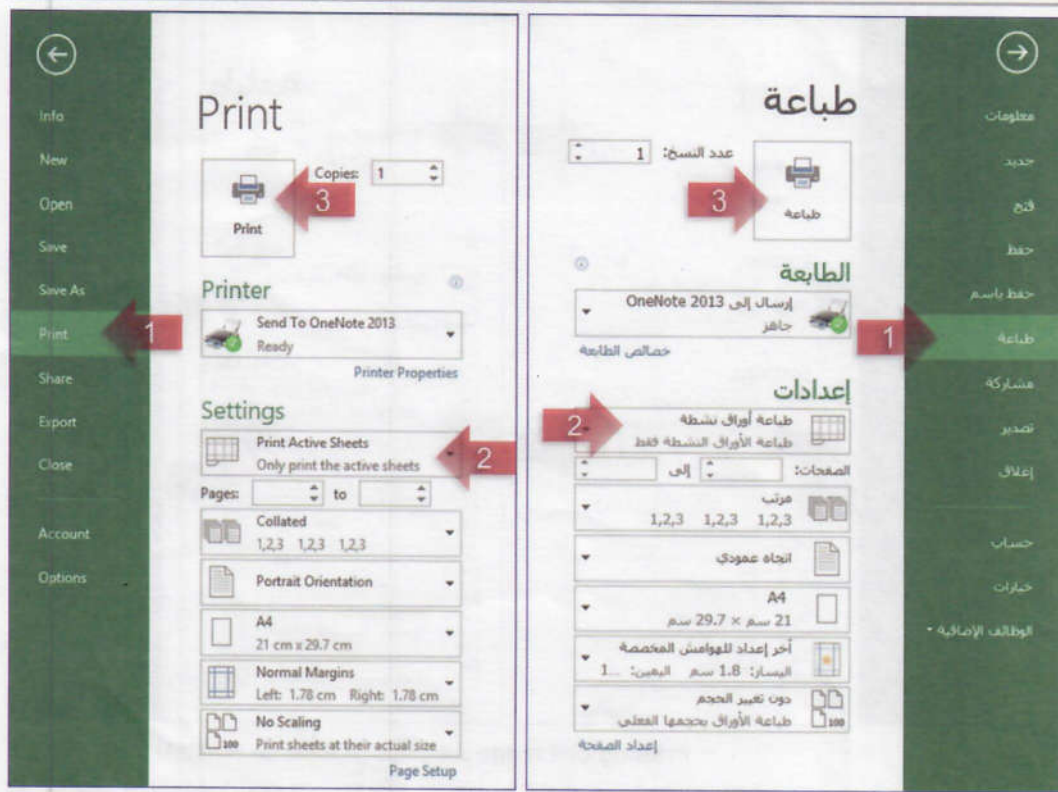 Info
New
Open
Save
Save As
Print
Share
Export
Close
Account
Options
1
Print
Copies: 1
Print
3
Printer
Send To OneNote 2013
Ready
Printer Properties
Settings
Print Active Sheets
Only print the active sheets
2
Pages: to
Collated
1,2,3 1,2,3 1,2,3
Portrait Orientation
A4
21 cm x 29.7 cm
Normal Margins
Left: 1.78 cm Right: 1.78 cm
No Scaling
100
Print sheets at their actual size
Page Setup
معلومات
جديد
فتح
حفظ
حفظ باسم
طباعة
مشاركة
تصدير
إغلاق
حساب
خيارات
الوظائف الإضافية
1
طباعة
عدد النسخ: 1
طباعة
3
الطابعة
إرسال إلى OneNote 2013
جاهز
خصائص الطابعة
إعدادات
طباعة أوراق نشطة
طباعة الأوراق النشطة فقط
2
الصفحات: إلى
مرتب
1,2,3 1,2,3 1,2,3
اتجاه عمودي
A4
21 سم × 29.7 سم
أخر إعداد للهوامش المخصصة
اليسار: 1.8 سم اليمين: 1...
دون تغيير الحجم
100
طباعة الأوراق بحجمها الفعلي
إعداد الصفحة